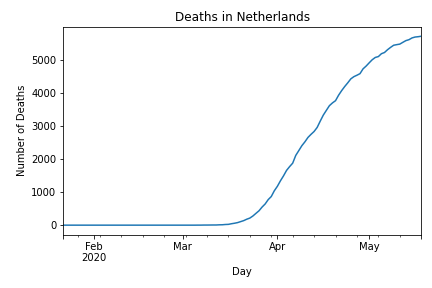 Deaths in Netherlands
Number of Deaths
5000
4000
3000
2000
1000
0
Feb
2020
Mar
Apr
May
Day